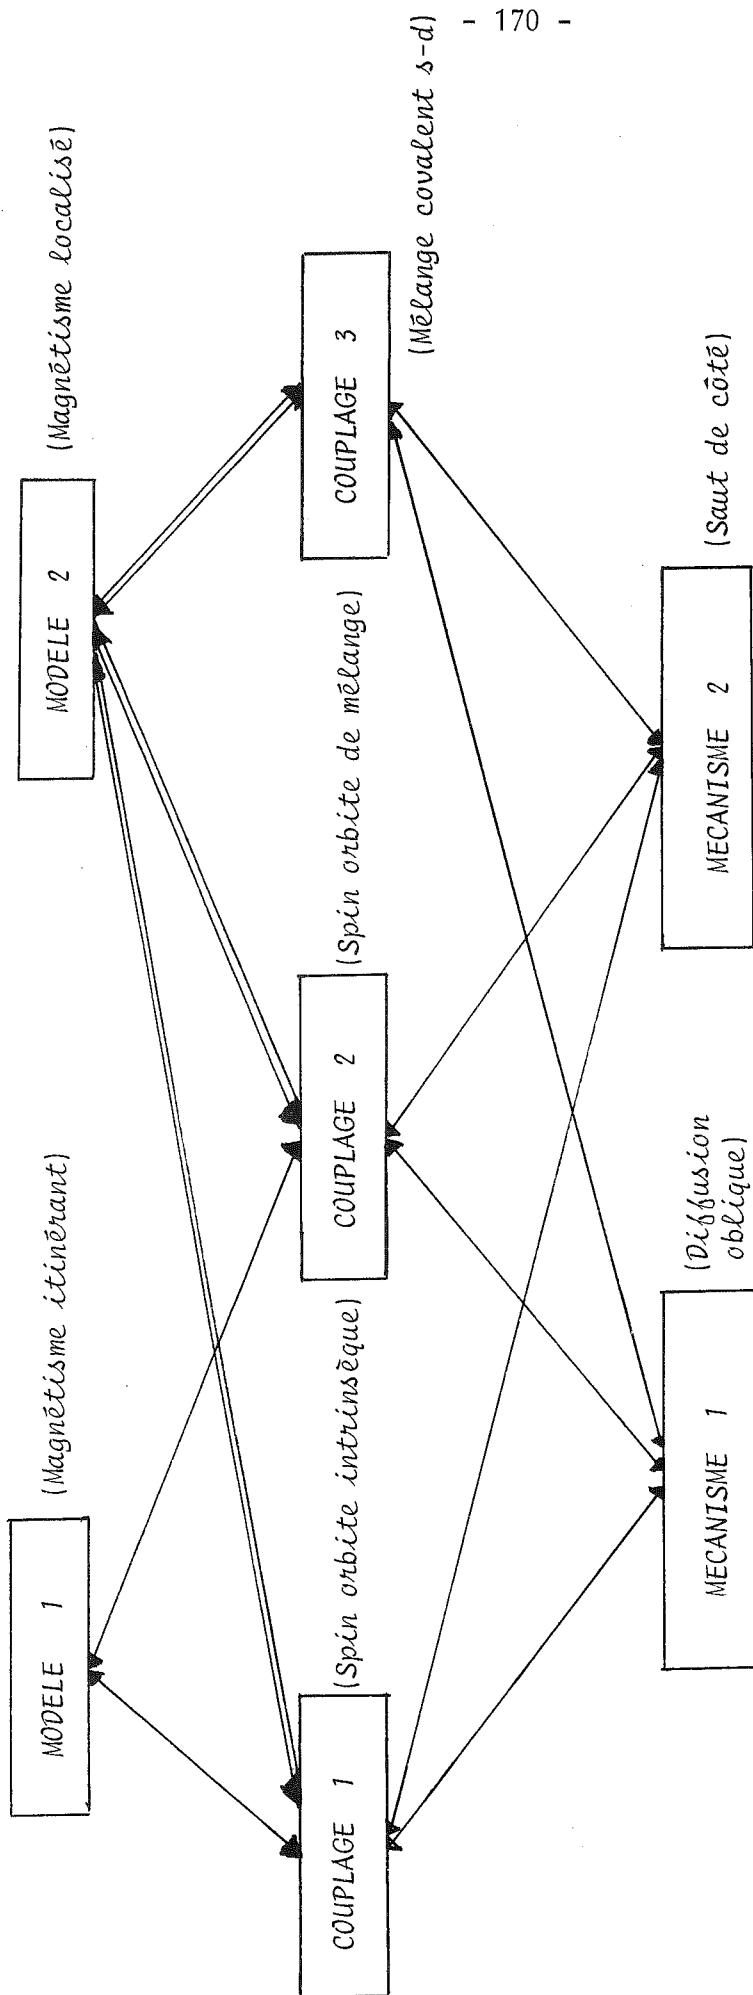 - 170 -
MODELE 1
(Magnétisme itinérant)
MODELE 2
(Magnétisme localisé)
COUPLAGE 1
(Spin orbite intrinsèque)
COUPLAGE 2
(Spin orbite de mélange)
COUPLAGE 3
(Mélange covalent s-d)
MECANISME 1
(Diffusion
oblique)
MECANISME 2
(Saut de côté)